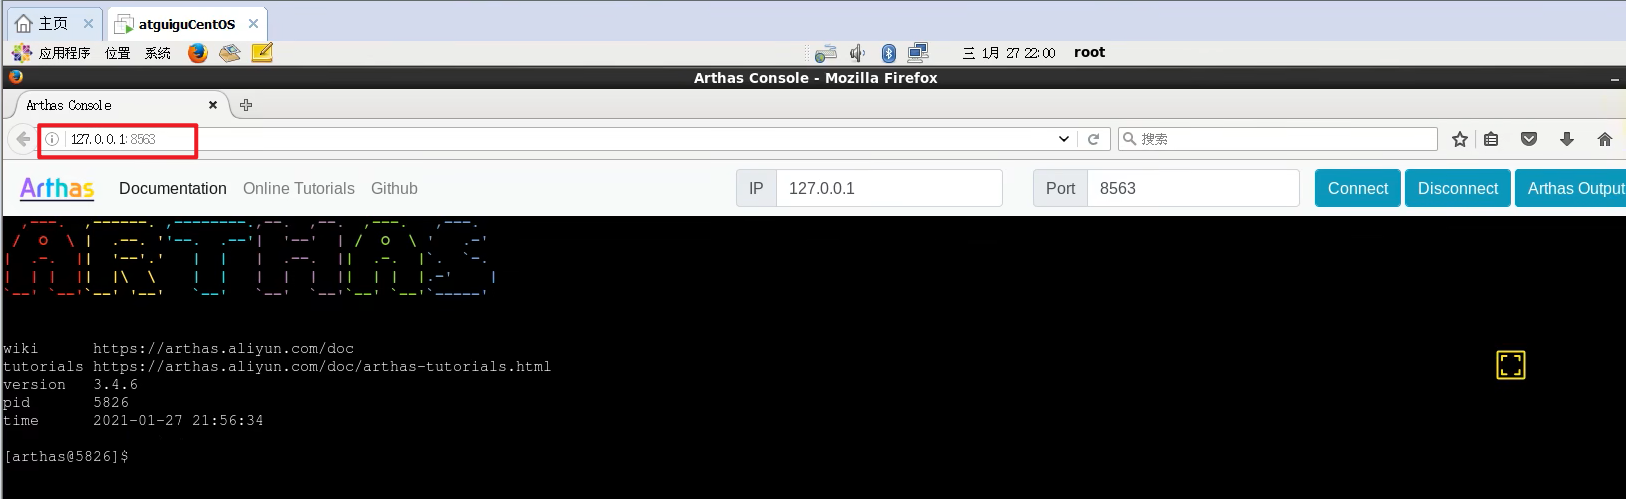 主页 atguiguCentOS
应用程序 位置 系统 三 1月 27 22:00 root
Arthas Console - Mozilla Firefox
Arthas Console
127.0.0.1:8563 搜索
Arthas Documentation Online Tutorials Github IP 127.0.0.1 Port 8563 Connect Disconnect Arthas Output
ARTHAS
wiki https://arthas.aliyun.com/doc
tutorials https://arthas.aliyun.com/doc/arthas-tutorials.html
version 3.4.6
pid 5826
time 2021-01-27 21:56:34
[arthas@5826]$